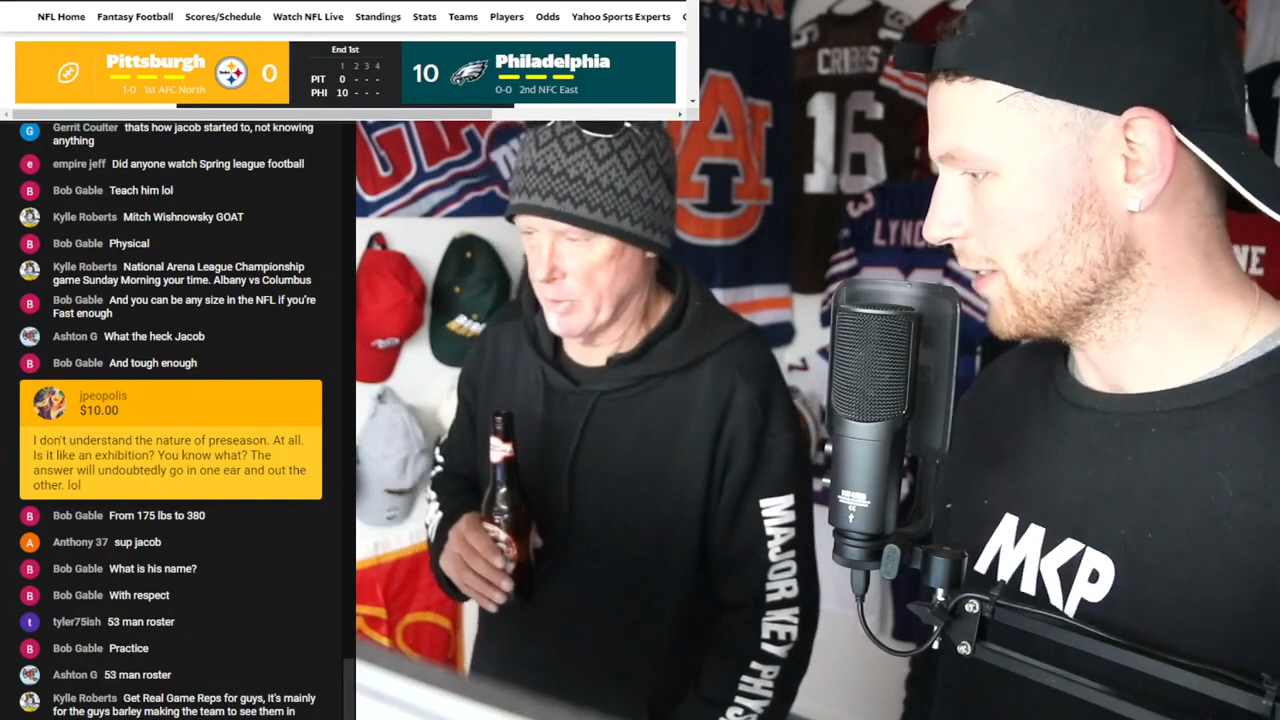 NFL Home Fantasy Football Scores/Schedule Watch NFL Live Standings Stats Teams Players Odds Yahoo Sports Experts
Pittsburgh 0
1-0 1st AFC North
End 1st
1 2 3 4
PIT 0 - - -
PHI 10 - - -
10 Philadelphia
0-0 2nd NFC East
G Gerrit Coulter thats how jacob started to, not knowing
anything
e empire jeff Did anyone watch Spring league football
B Bob Gable Teach him lol
Kylle Roberts Mitch Wishnowsky GOAT
B Bob Gable Physical
Kylle Roberts National Arena League Championship
game Sunday Morning your time. Albany vs Columbus
B Bob Gable And you can be any size in the NFL if you're
Fast enough
Ashton G What the heck Jacob
B Bob Gable And tough enough
jpeopolis
$10.00
I don't understand the nature of preseason. At all.
Is it like an exhibition? You know what? The
answer will undoubtedly go in one ear and out the
other. lol
B Bob Gable From 175 lbs to 380
A Anthony 37 sup jacob
B Bob Gable What is his name?
B Bob Gable With respect
t tyler75ish 53 man roster
B Bob Gable Practice
Ashton G 53 man roster
Kylle Roberts Get Real Game Reps for guys, It's mainly
for the guys barley making the team to see them in
CRIBBS
16
LYNC
MAJOR KEY PHYS
MKP